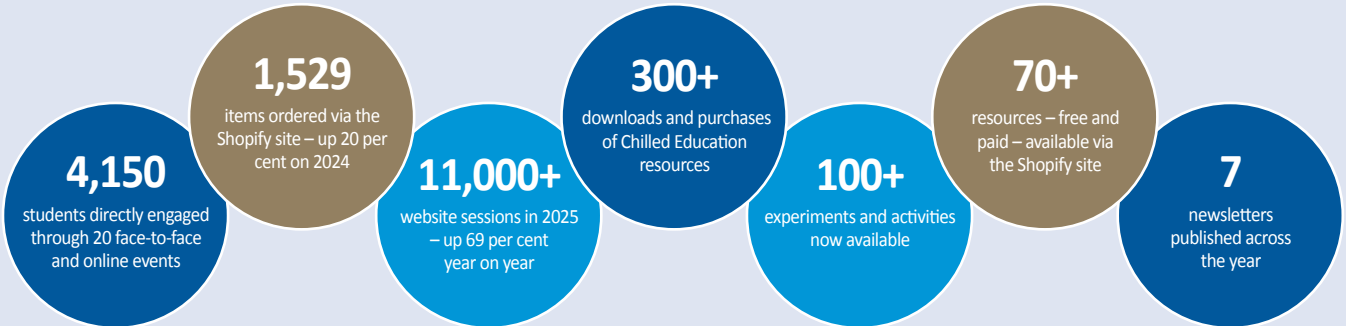 4,150
students directly engaged
through 20 face-to-face
and online events
1,529
items ordered via the
Shopify site – up 20 per
cent on 2024
11,000+
website sessions in 2025
– up 69 per cent
year on year
300+
downloads and purchases
of Chilled Education
resources
100+
experiments and activities
now available
70+
resources – free and
paid – available via
the Shopify site
7
newsletters
published across
the year